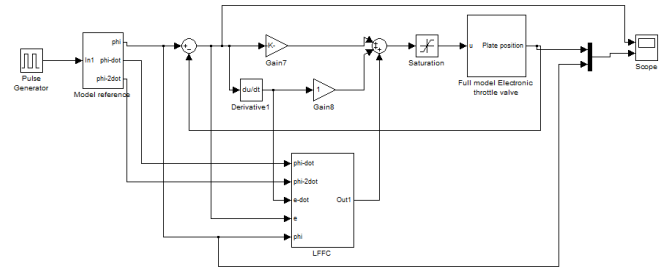 Pulse
Generator
In1
phi
phi-dot
phi-2dot
Model reference
-K-
Gain7
du/dt
Derivative1
1
Gain8
Saturation
u
Plate position
Full model Electronic
throttle valve
Scope
phi-dot
phi-2dot
e-dot
e
phi
Out1
LFFC